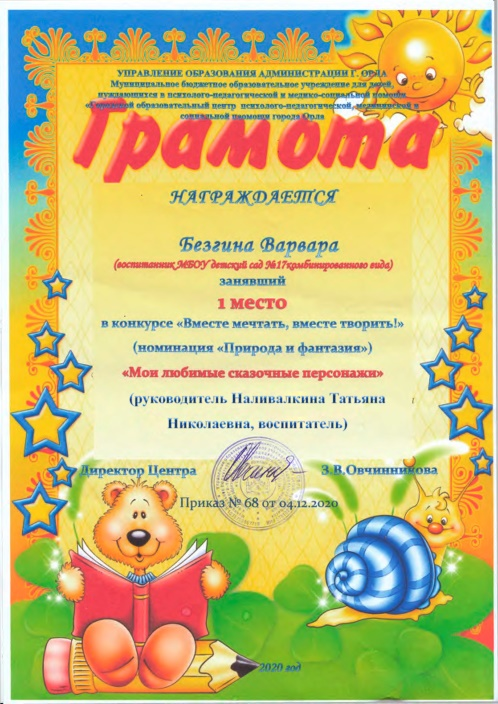 УПРАВЛЕНИЕ ОБРАЗОВАНИЯ АДМИНИСТРАЦИИ Г. ОРЛА
Муниципальное бюджетное образовательное учреждение для детей,
нуждающихся в психолого-педагогической и медико-социальной помощи
«Городской образовательный центр психолого-педагогической, медицинской и
социальной помощи города Орла
Грамота
НАГРАЖДАЕТСЯ
Безгина Варвара
(воспитанник МБОУ детский сад №17комбинированного вида)
занявший
1 место
в конкурсе «Вместе мечтать, вместе творить!»
(номинация «Природа и фантазия»)
«Мои любимые сказочные персонажи»
(руководитель Наливалкина Татьяна
Николаевна, воспитатель)
Директор Центра З.В.Овчинникова
Приказ № 68 от 04.12.2020
2020 год